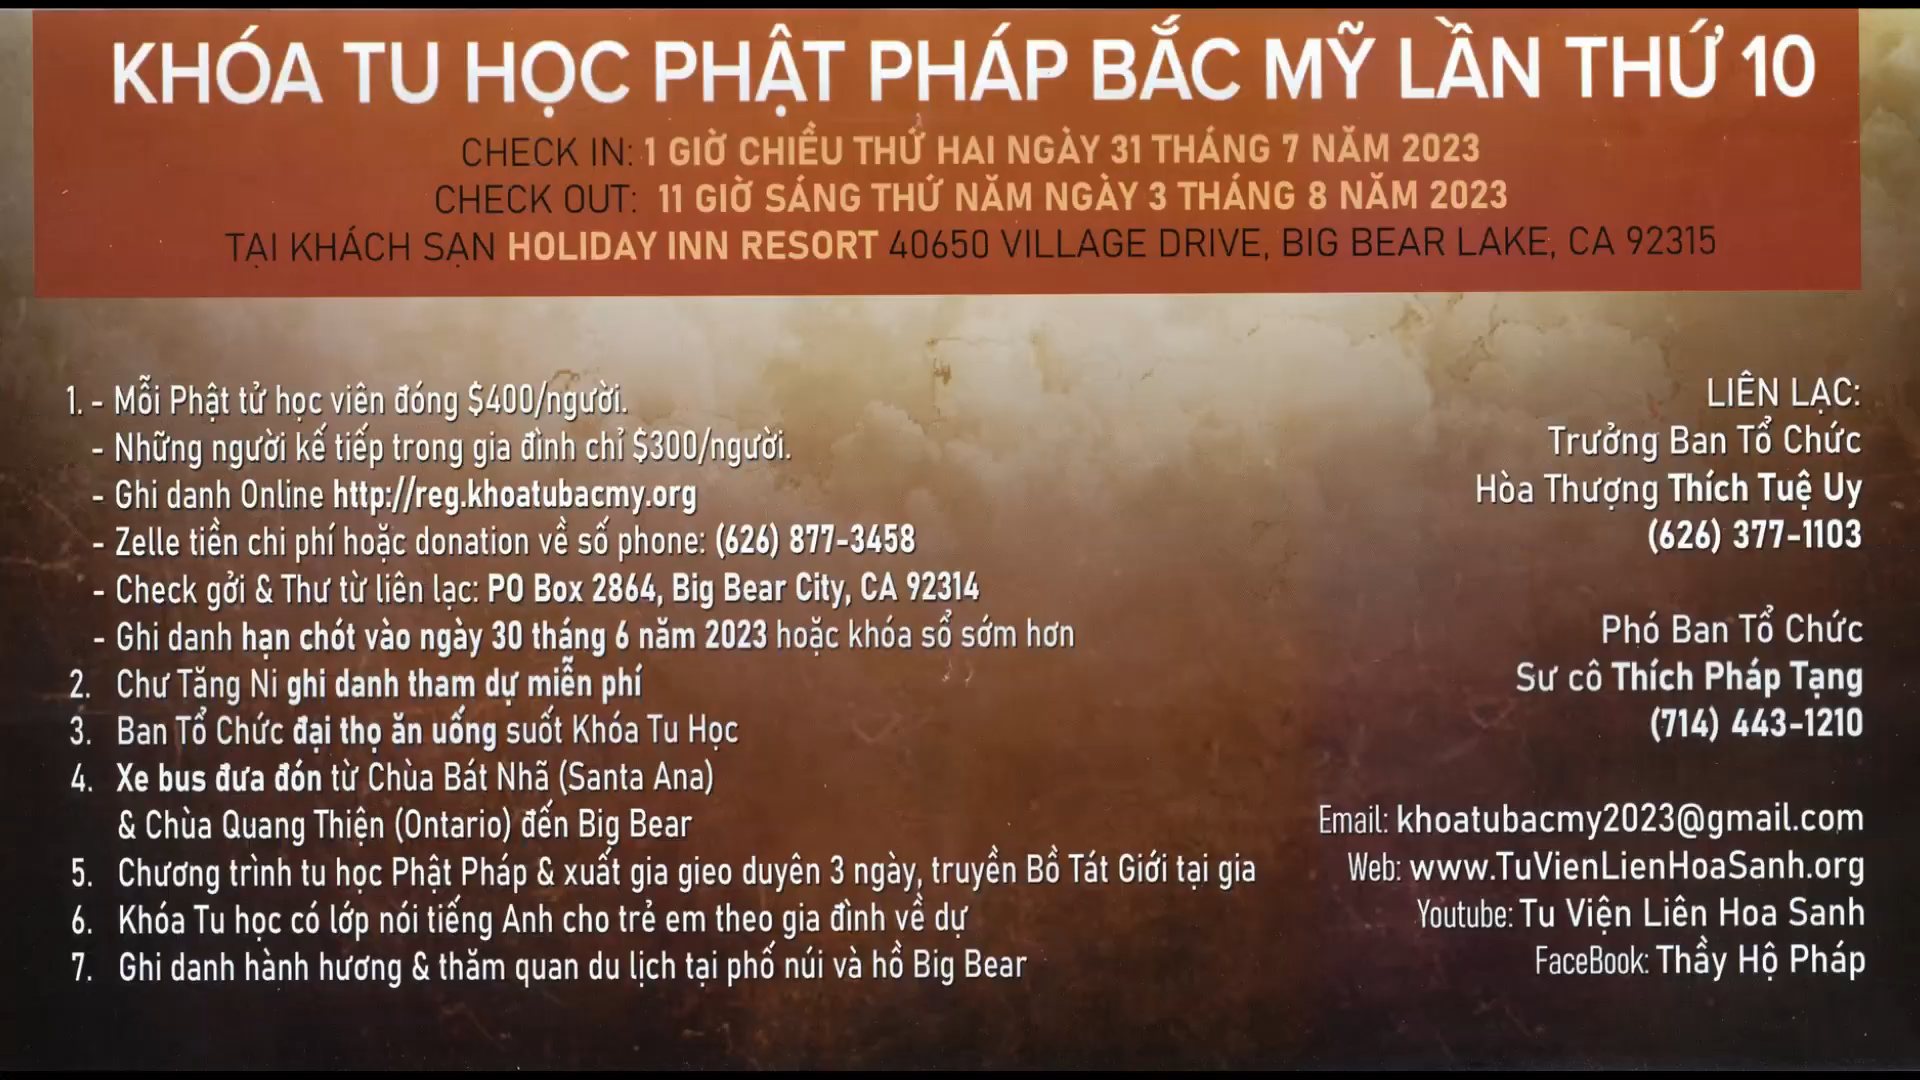 KHÓA TU HỌC PHẬT PHÁP BẮC MỸ LẦN THỨ 10
CHECK IN: 1 GIỜ CHIỀU THỨ HAI NGÀY 31 THÁNG 7 NĂM 2023
CHECK OUT: 11 GIỜ SÁNG THỨ NĂM NGÀY 3 THÁNG 8 NĂM 2023
TẠI KHÁCH SẠN HOLIDAY INN RESORT 40650 VILLAGE DRIVE, BIG BEAR LAKE, CA 92315
1. - Mỗi Phật tử học viên đóng $400/người.
- Những người kế tiếp trong gia đình chỉ $300/người.
- Ghi danh Online http://reg.khoatubacmy.org
- Zelle tiền chi phí hoặc donation về số phone: (626) 877-3458
- Check gởi & Thư từ liên lạc: PO Box 2864, Big Bear City, CA 92314
- Ghi danh hạn chót vào ngày 30 tháng 6 năm 2023 hoặc khóa sổ sớm hơn
2. Chư Tăng Ni ghi danh tham dự miễn phí
3. Ban Tổ Chức đại thọ ăn uống suốt Khóa Tu Học
4. Xe bus đưa đón từ Chùa Bát Nhã (Santa Ana)
& Chùa Quang Thiện (Ontario) đến Big Bear
5. Chương trình tu học Phật Pháp & xuất gia gieo duyên 3 ngày, truyền Bồ Tát Giới tại gia
6. Khóa Tu học có lớp nói tiếng Anh cho trẻ em theo gia đình về dự
7. Ghi danh hành hương & thăm quan du lịch tại phố núi và hồ Big Bear
LIÊN LẠC:
Trưởng Ban Tổ Chức
Hòa Thượng Thích Tuệ Uy
(626) 377-1103
Phó Ban Tổ Chức
Sư cô Thích Pháp Tạng
(714) 443-1210
Email: khoatubacmy2023@gmail.com
Web: www.TuVienLienHoaSanh.org
Youtube: Tu Viện Liên Hoa Sanh
FaceBook: Thầy Hộ Pháp